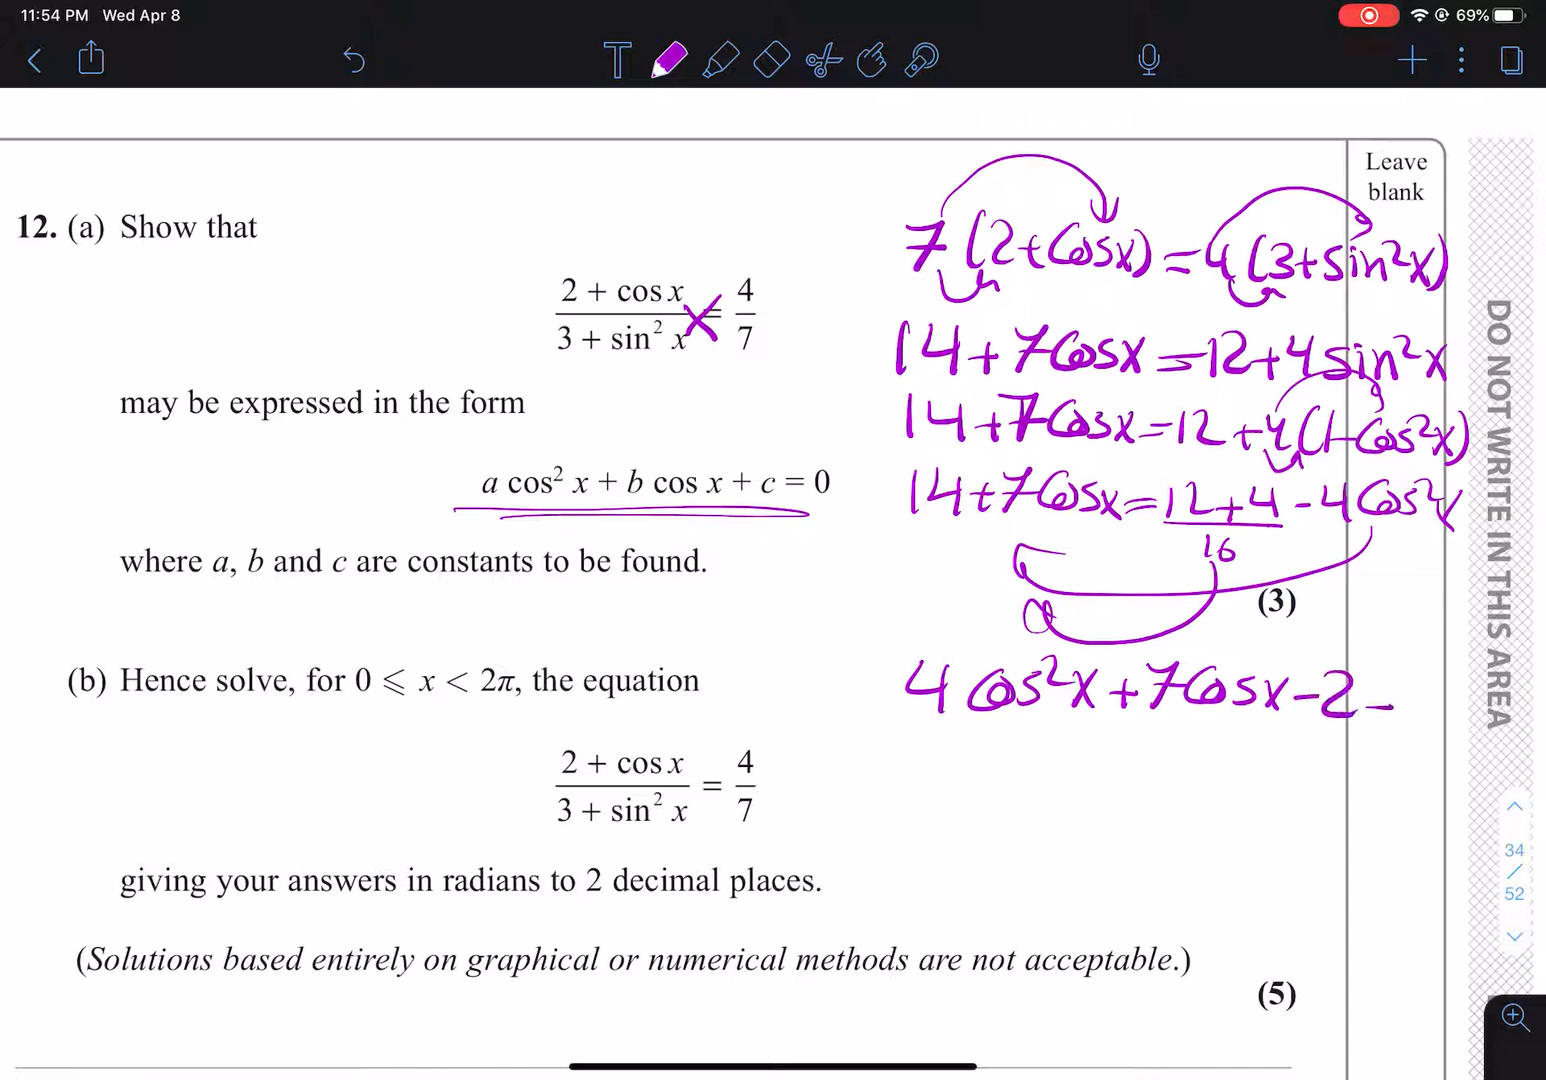 11:54 PM Wed Apr 8
69%
T
Leave
blank
12. (a) Show that
2 + cos x / 3 + sin² x = 4 / 7
may be expressed in the form
a cos² x + b cos x + c = 0
where a, b and c are constants to be found.
(3)
7(2+Cosx)=4(3+sin²x)
14+7Cosx=12+4sin²x
14+7Cosx=12+4(1-Cos²x)
14+7Cosx=12+4-4Cos²x
16
4Cos²x+7Cosx-2-
(b) Hence solve, for 0 ⩽ x < 2π, the equation
2 + cos x / 3 + sin² x = 4 / 7
giving your answers in radians to 2 decimal places.
(Solutions based entirely on graphical or numerical methods are not acceptable.)
(5)
DO NOT WRITE IN THIS AREA
34
/
52